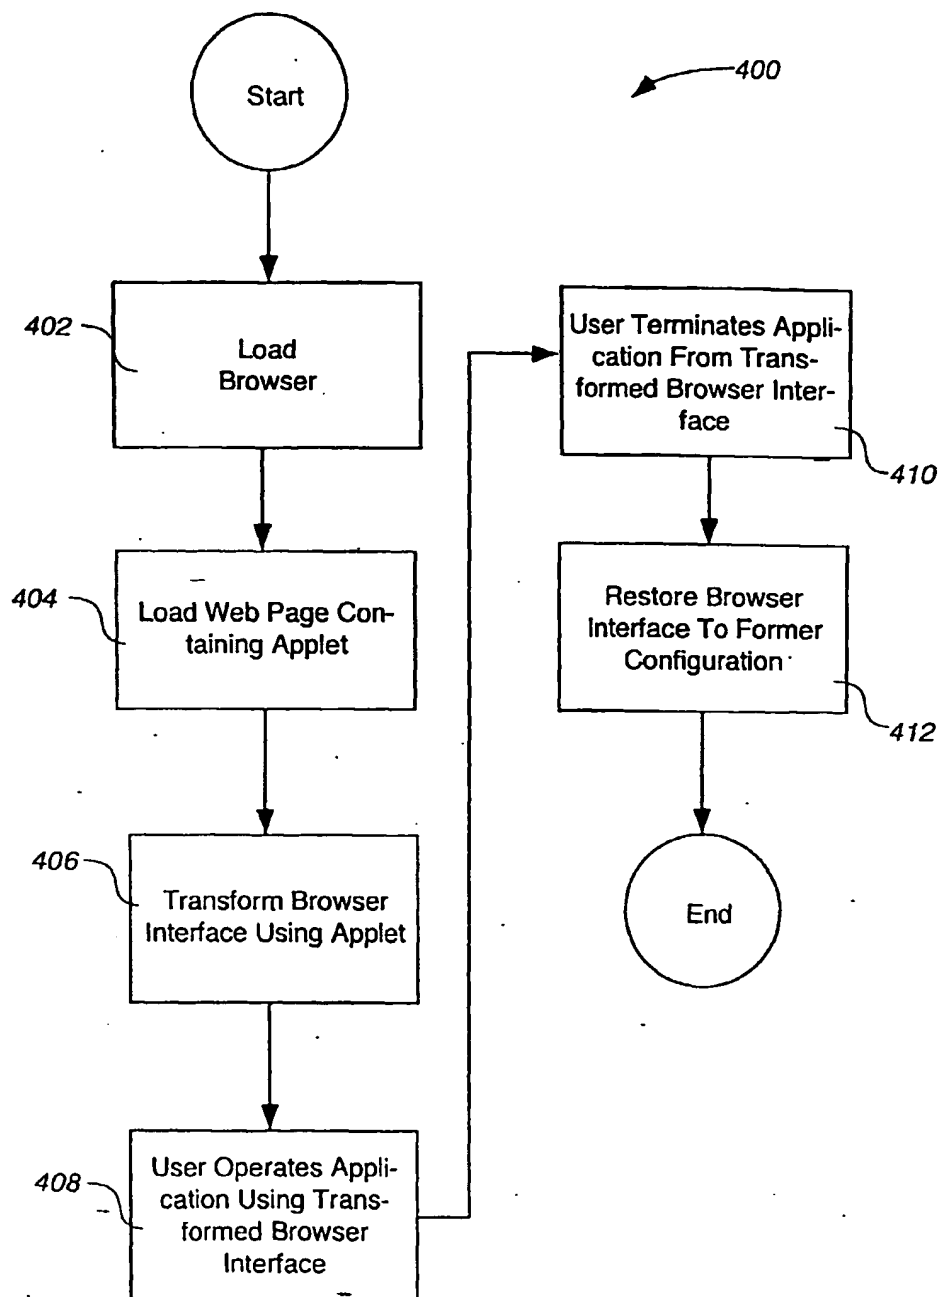 Start
400
402
Load
Browser
404
Load Web Page Con-
taining Applet
406
Transform Browser
Interface Using Applet
408
User Operates Appli-
cation Using Trans-
formed Browser
Interface
User Terminates Appli-
cation From Trans-
formed Browser Inter-
face
410
Restore Browser
Interface To Former
Configuration
412
End